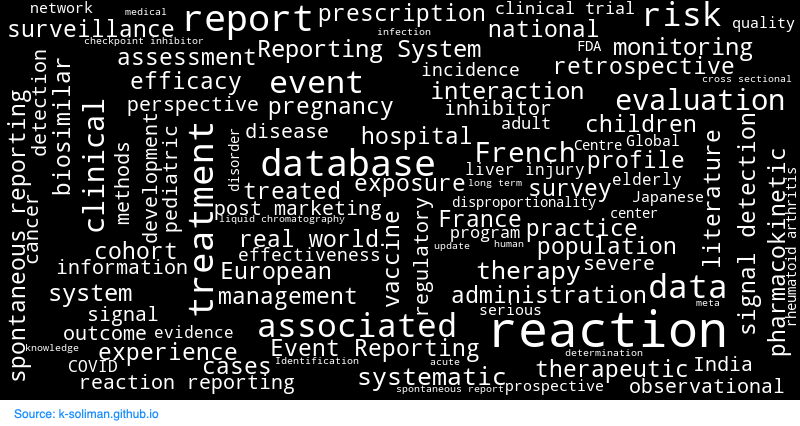 network
medical
surveillance
report
prescription
clinical trial
risk
quality
checkpoint inhibitor
infection
national
FDA
monitoring
assessment
Reporting System
retrospective
efficacy
event
incidence
cross sectional
interaction
evaluation
perspective
pregnancy
inhibitor
adult
children
detection
biosimilar
clinical
methods
development
pediatric
disorder
disease
hospital
Centre
Global
French
profile
database
liver injury
elderly
treatment
treated
exposure
long term
survey
Japanese
post marketing
disproportionality
center
liquid chromatography
France
program
practice
literature
signal detection
pharmacokinetic
rheumatoid arthritis
spontaneous reporting
cancer
cohort
real world
effectiveness
vaccine
regulatory
update
human
population
information
European
therapy
severe
system
management
administration
data
meta
signal
serious
associated
reaction
outcome
evidence
knowledge
experience
Event Reporting
determination
COVID
cases
Identification
acute
therapeutic
India
reaction reporting
systematic
spontaneous report
prospective
observational
Source: k-soliman.github.io